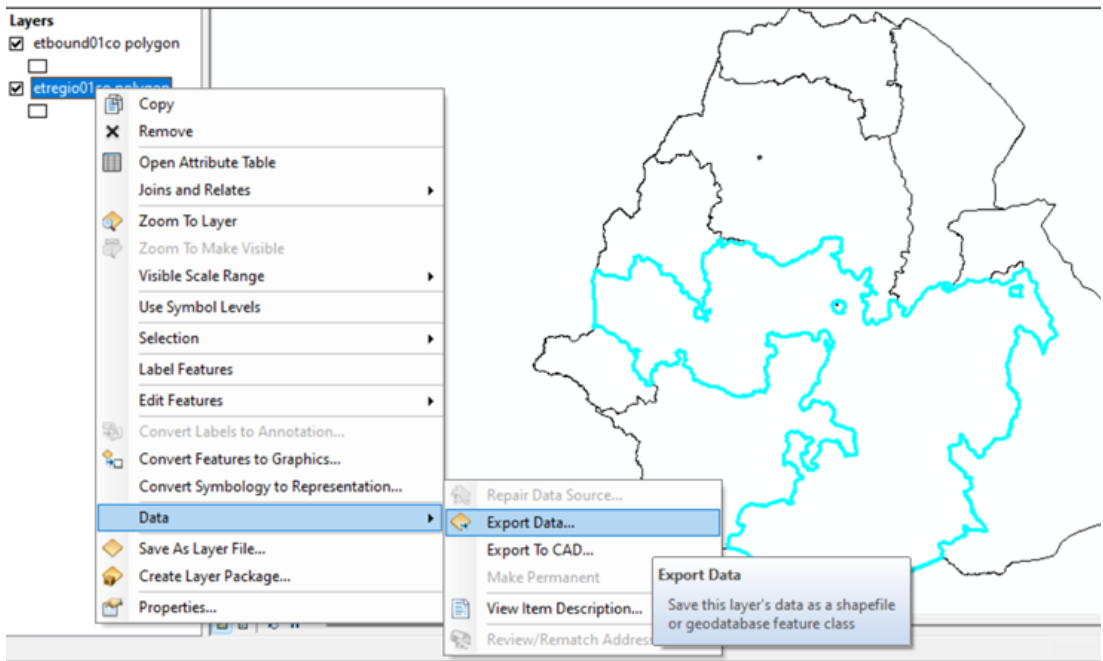 Layers
etbound01co polygon
etregio01co polygon
Copy
Remove
Open Attribute Table
Joins and Relates
Zoom To Layer
Zoom To Make Visible
Visible Scale Range
Use Symbol Levels
Selection
Label Features
Edit Features
Convert Labels to Annotation...
Convert Features to Graphics...
Convert Symbology to Representation...
Data
Save As Layer File...
Create Layer Package...
Properties...
Repair Data Source...
Export Data...
Export To CAD...
Make Permanent
View Item Description...
Review/Rematch Address
Export Data
Save this layer's data as a shapefile
or geodatabase feature class